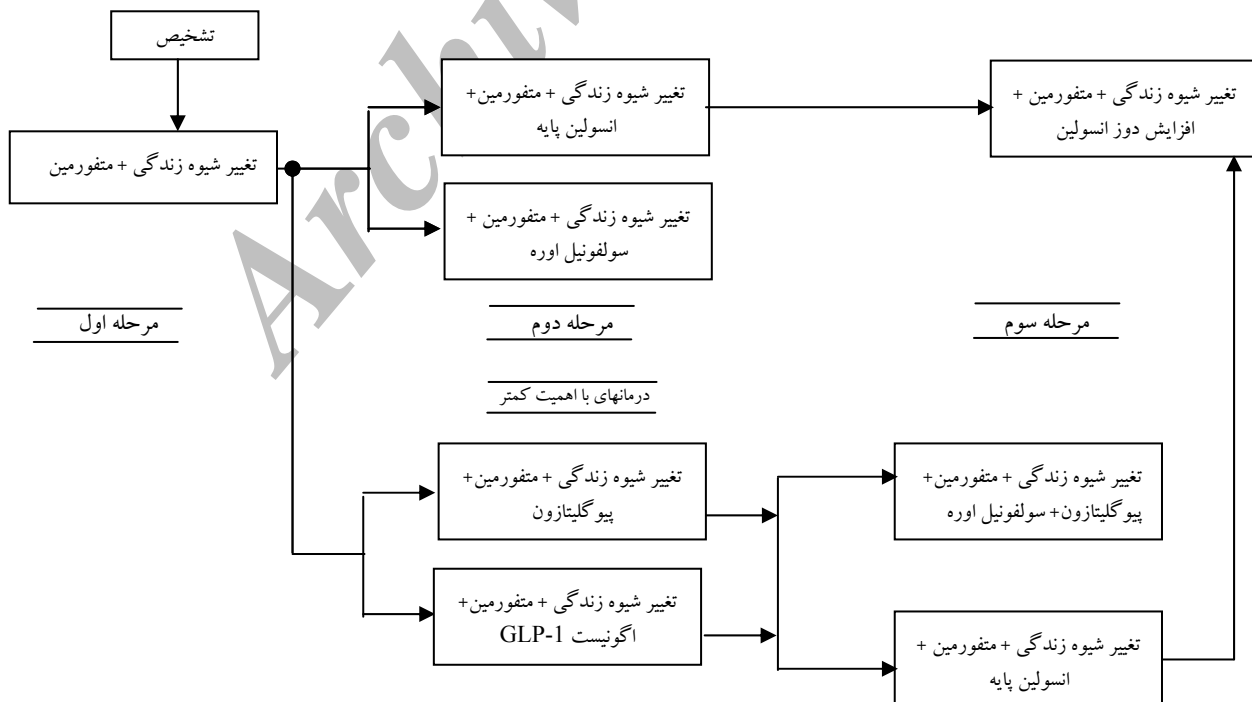 تشخیص
تغییر شیوه زندگی + متفورمین
تغییر شیوه زندگی + متفورمین+
انسولین پایه
تغییر شیوه زندگی + متفورمین +
افزایش دوز انسولین
تغییر شیوه زندگی + متفورمین +
سولفونیل اوره
مرحله اول
مرحله دوم
مرحله سوم
درمانهای با اهمیت کمتر
تغییر شیوه زندگی + متفورمین+
پیوگلیتازون
تغییر شیوه زندگی + متفورمین+
پیوگلیتازون+ سولفونیل اوره
تغییر شیوه زندگی + متفورمین+
اگونیست GLP-1
تغییر شیوه زندگی + متفورمین +
انسولین پایه